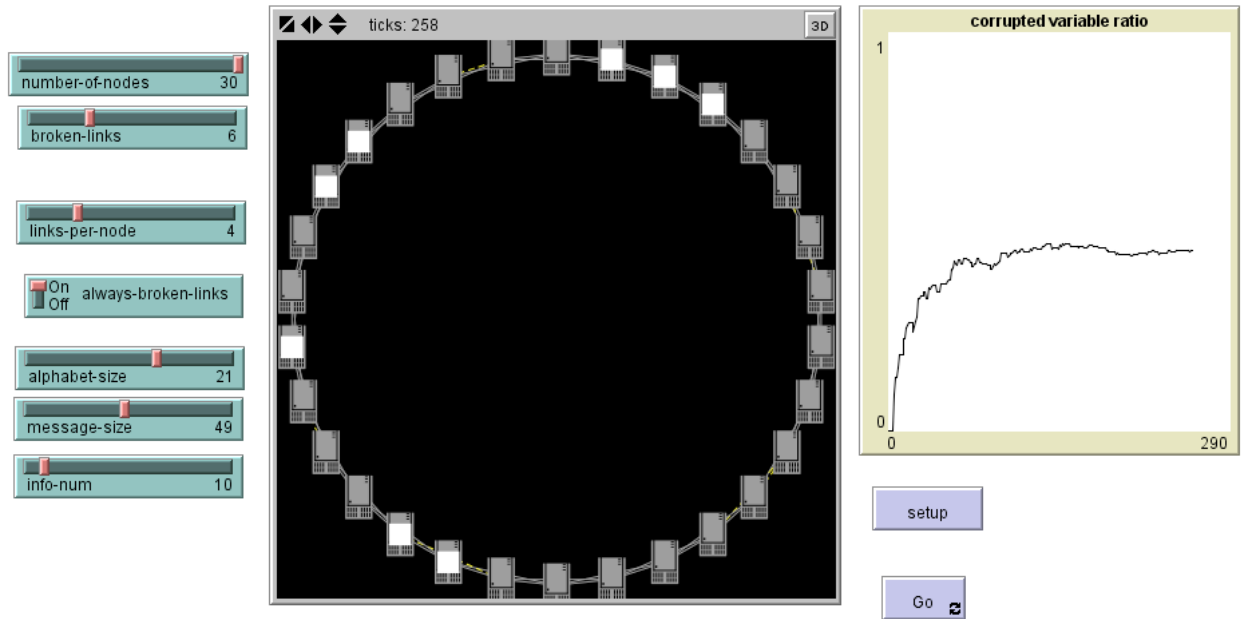 ticks: 258
3D
number-of-nodes 30
broken-links 6
links-per-node 4
On
Off
always-broken-links
alphabet-size 21
message-size 49
info-num 10
corrupted variable ratio
1
0
0 290
setup
Go